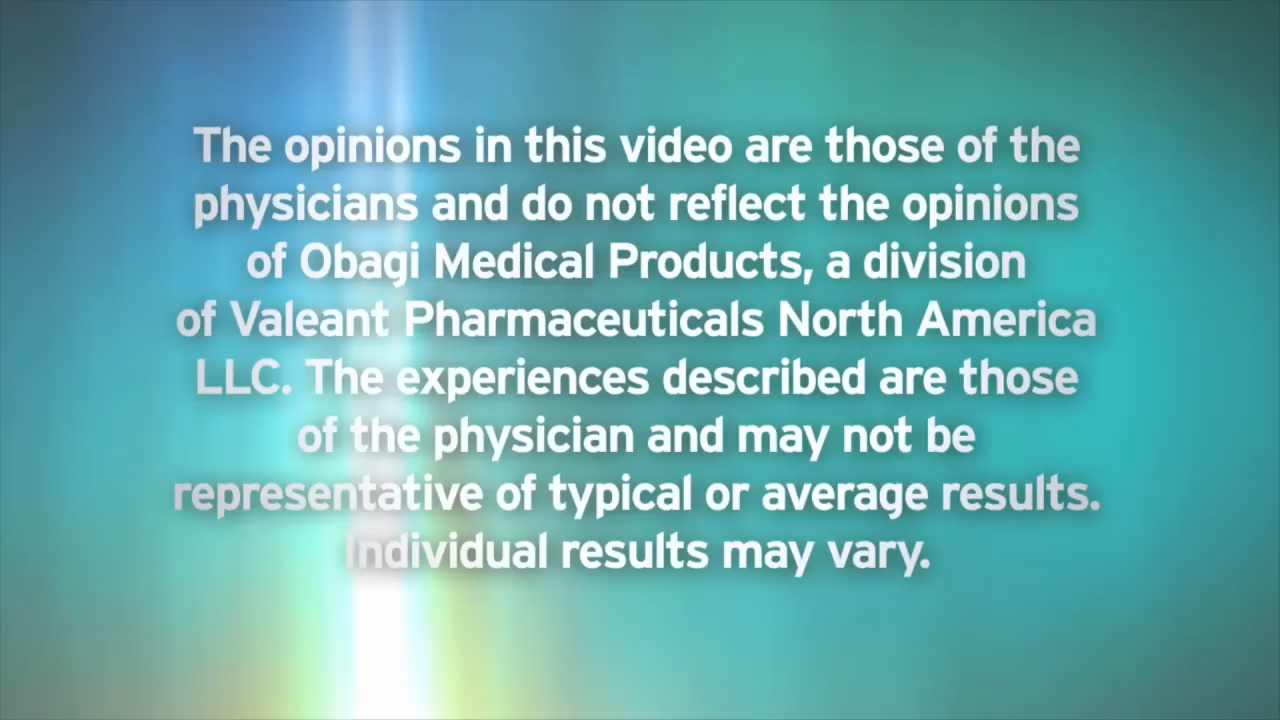 The opinions in this video are those of the
physicians and do not reflect the opinions
of Obagi Medical Products, a division
of Valeant Pharmaceuticals North America
LLC. The experiences described are those
of the physician and may not be
representative of typical or average results.
Individual results may vary.